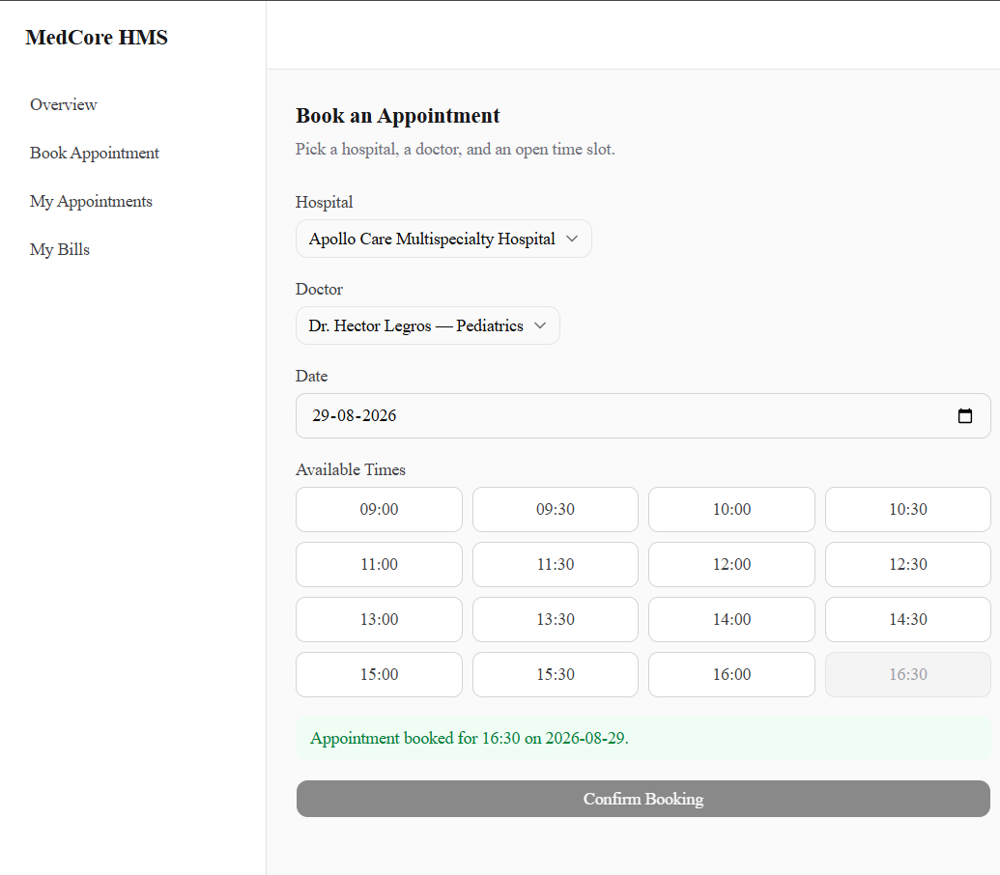 MedCore HMS
Overview
Book Appointment
My Appointments
My Bills
Book an Appointment
Pick a hospital, a doctor, and an open time slot.
Hospital
Apollo Care Multispecialty Hospital
Doctor
Dr. Hector Legros — Pediatrics
Date
29-08-2026
Available Times
09:00 09:30 10:00 10:30
11:00 11:30 12:00 12:30
13:00 13:30 14:00 14:30
15:00 15:30 16:00 16:30
Appointment booked for 16:30 on 2026-08-29.
Confirm Booking